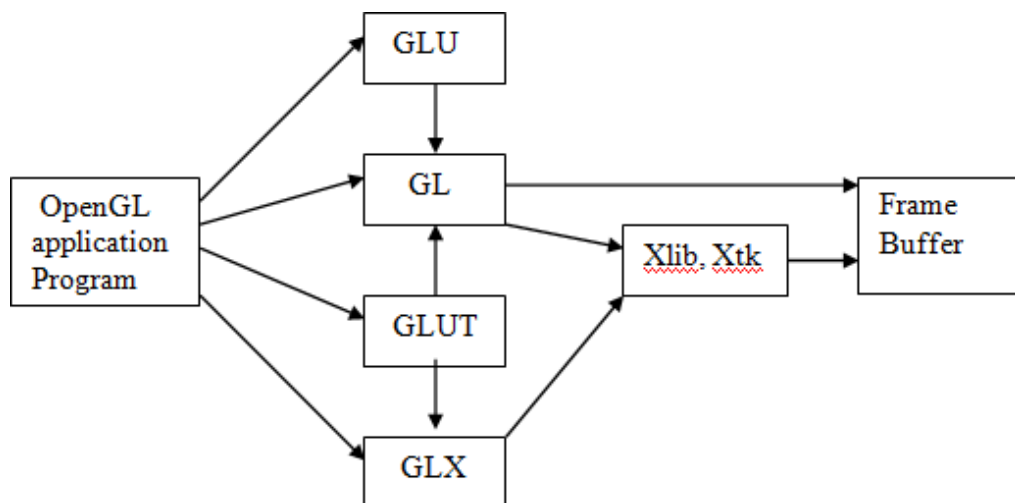 GLU
GL
OpenGL
application
Program
Frame
Buffer
Xlib, Xtk
GLUT
GLX